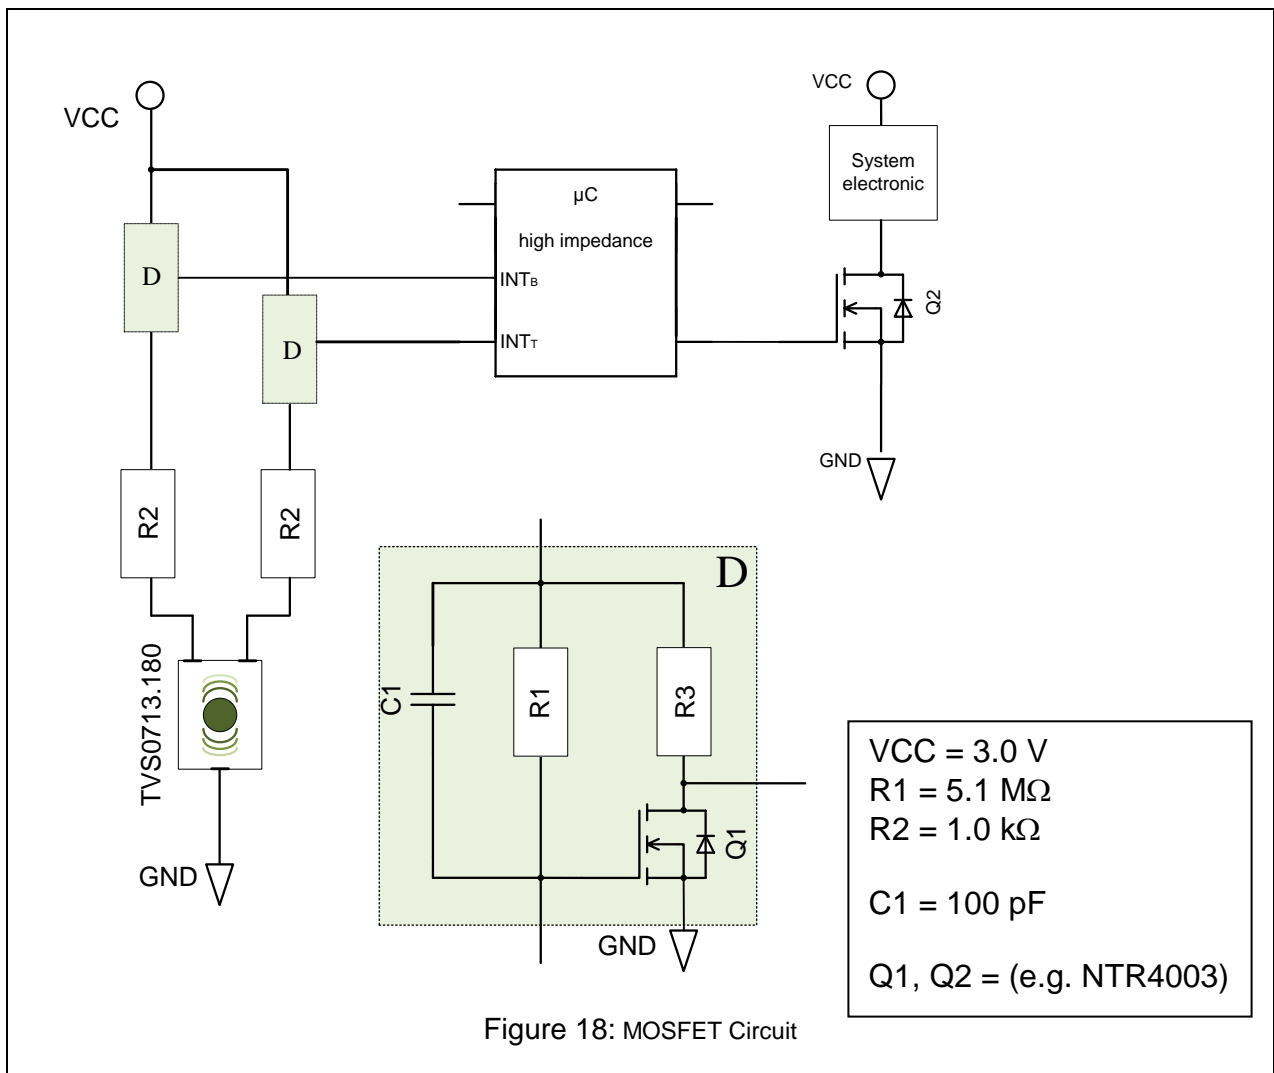 VCC
VCC
System
electronic
µC
high impedance
D
INTB
Q2
D
INTT
GND
R2
R2
D
TVS0713.180
C1
R1
R3
Q1
GND
GND
VCC = 3.0 V
R1 = 5.1 MΩ
R2 = 1.0 kΩ
C1 = 100 pF
Q1, Q2 = (e.g. NTR4003)
Figure 18: MOSFET Circuit